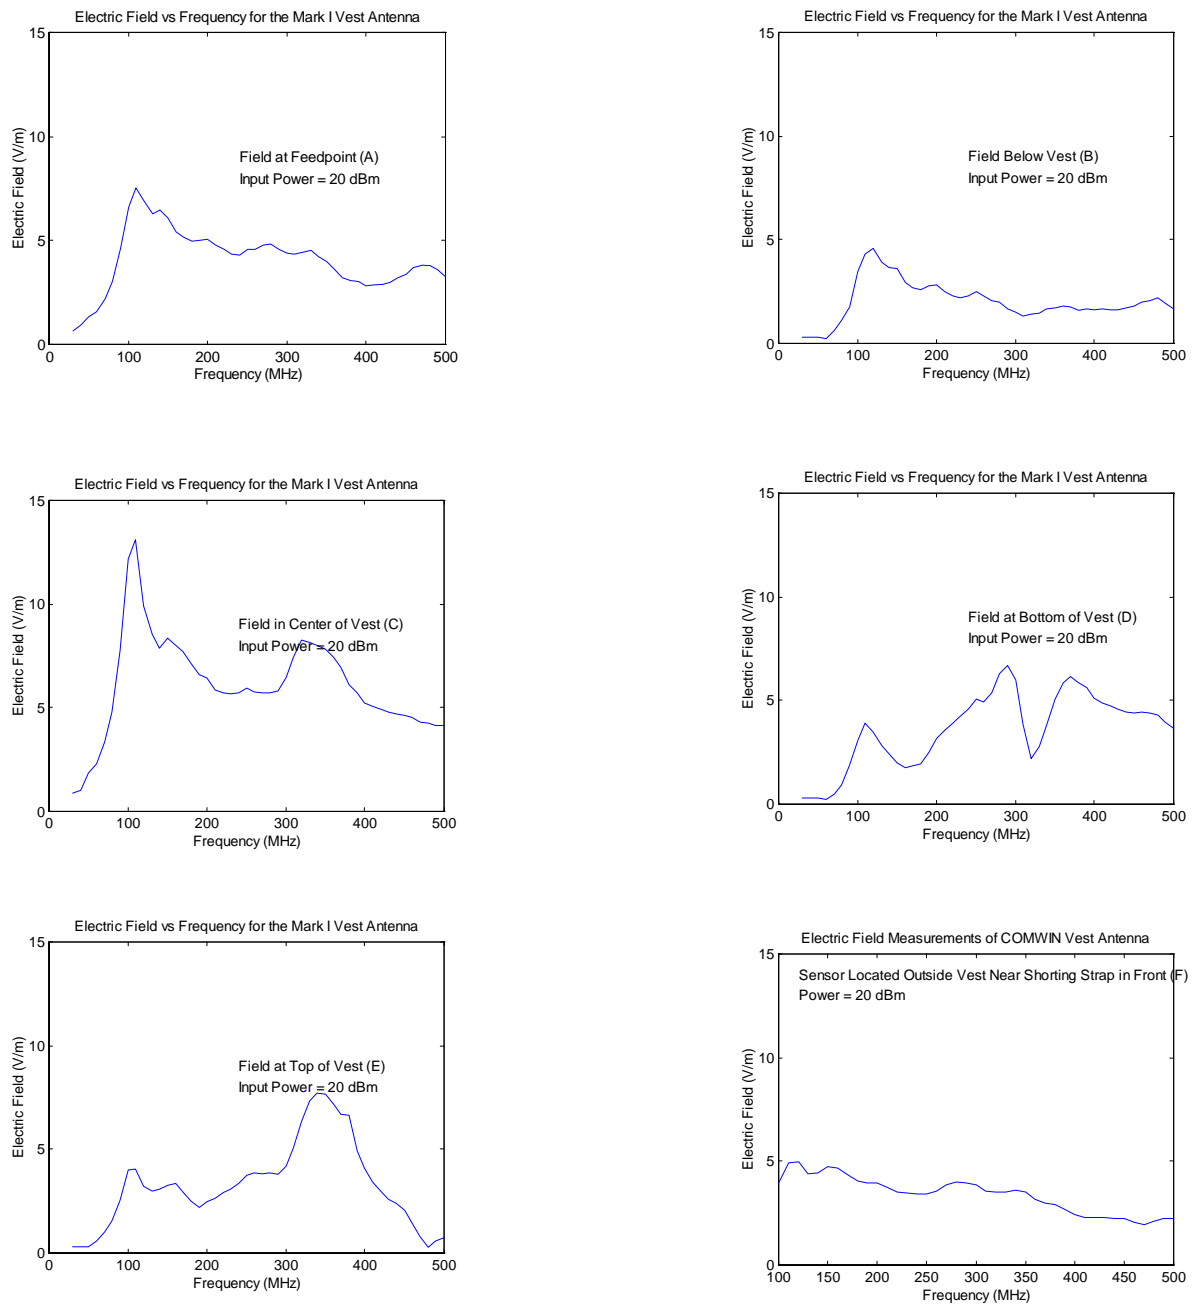 Electric Field vs Frequency for the Mark I Vest Antenna
15
10
5
0
Electric Field (V/m)
Field at Feedpoint (A)
Input Power = 20 dBm
0 100 200 300 400 500
Frequency (MHz)
Electric Field vs Frequency for the Mark I Vest Antenna
15
10
5
0
Electric Field (V/m)
Field Below Vest (B)
Input Power = 20 dBm
0 100 200 300 400 500
Frequency (MHz)
Electric Field vs Frequency for the Mark I Vest Antenna
15
10
5
0
Electric Field (V/m)
Field in Center of Vest (C)
Input Power = 20 dBm
0 100 200 300 400 500
Frequency (MHz)
Electric Field vs Frequency for the Mark I Vest Antenna
15
10
5
0
Electric Field (V/m)
Field at Bottom of Vest (D)
Input Power = 20 dBm
0 100 200 300 400 500
Frequency (MHz)
Electric Field vs Frequency for the Mark I Vest Antenna
15
10
5
0
Electric Field (V/m)
Field at Top of Vest (E)
Input Power = 20 dBm
0 100 200 300 400 500
Frequency (MHz)
Electric Field Measurements of COMWIN Vest Antenna
15
10
5
0
Electric Field (V/m)
Sensor Located Outside Vest Near Shorting Strap in Front (F)
Power = 20 dBm
100 150 200 250 300 350 400 450 500
Frequency (MHz)